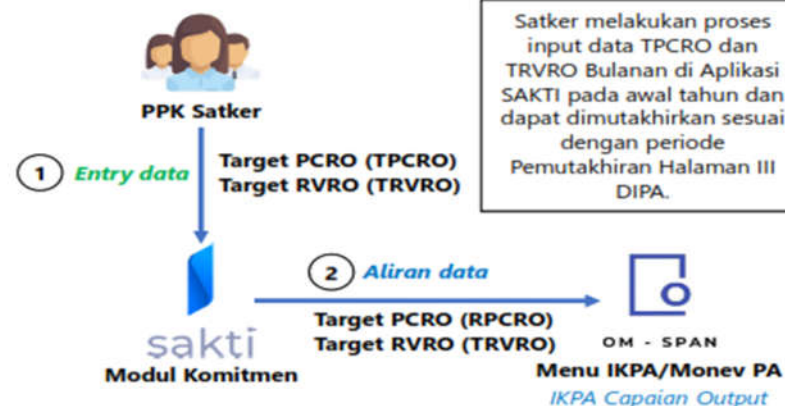 PPK Satker
Satker melakukan proses
input data TPCRO dan
TRVRO Bulanan di Aplikasi
SAKTI pada awal tahun dan
dapat dimutakhirkan sesuai
dengan periode
Pemutakhiran Halaman III
DIPA.
1 Entry data
Target PCRO (TPCRO)
Target RVRO (TRVRO)
2 Aliran data
Target PCRO (RPCRO)
Target RVRO (TRVRO)
sakti
Modul Komitmen
OM - SPAN
Menu IKPA/Monev PA
IKPA Capaian Output